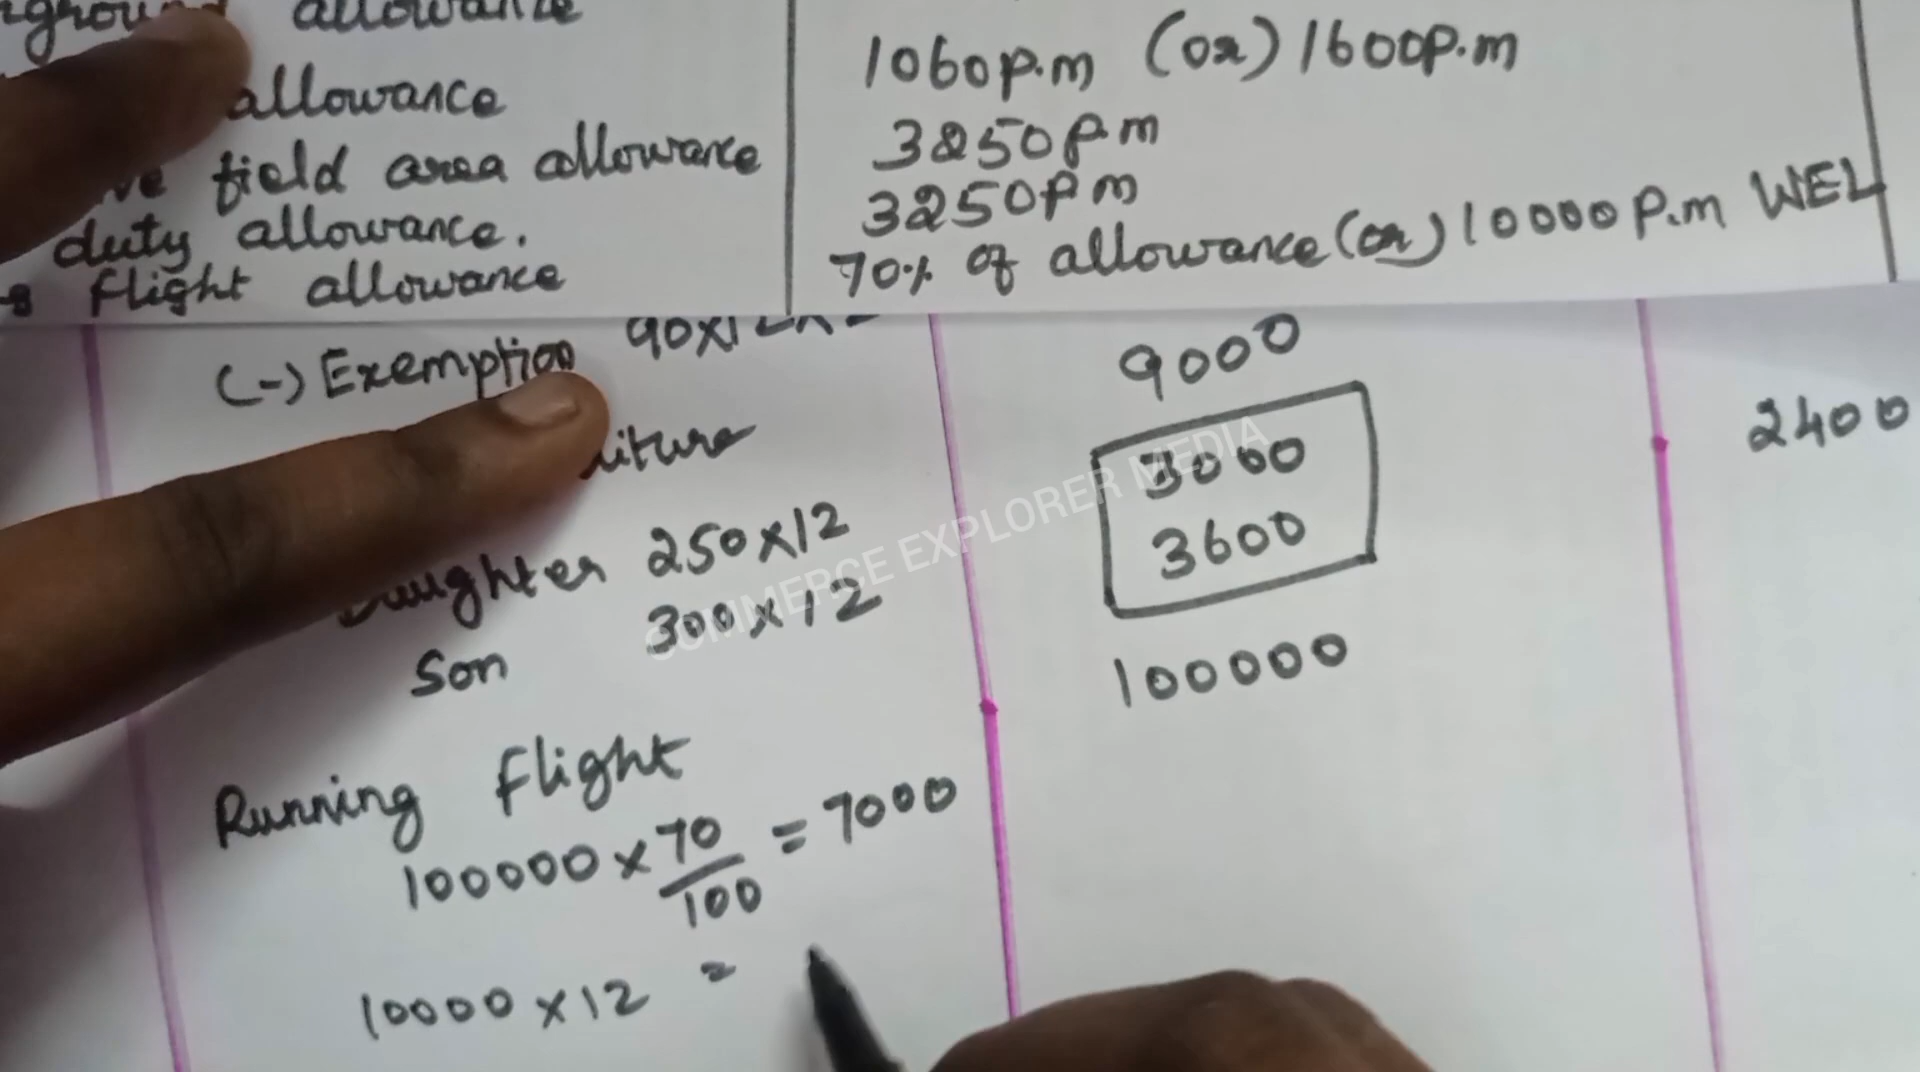 allowance
allowance
field area allowance
duty allowance.
flight allowance
1060p.m (or) 1600p.m
3250p.m
3250pm
70% of allowance (or) 10000 P.m WEL
(-) Exemption
9000
2400
3000
250x12
3600
Son 300x12
100000
Running flight
100000 x 70/100 = 7000
10000 x 12 =
COMMERCE EXPLORER MEDIA